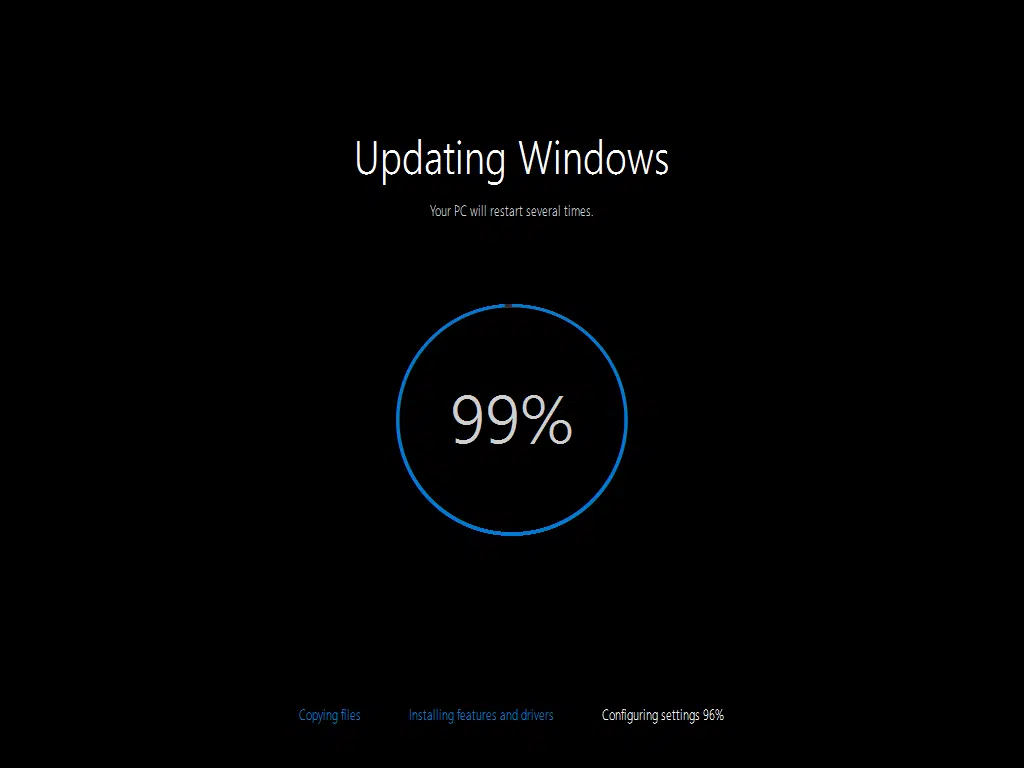 Updating Windows
Your PC will restart several times.
99%
Copying files Installing features and drivers Configuring settings 96%